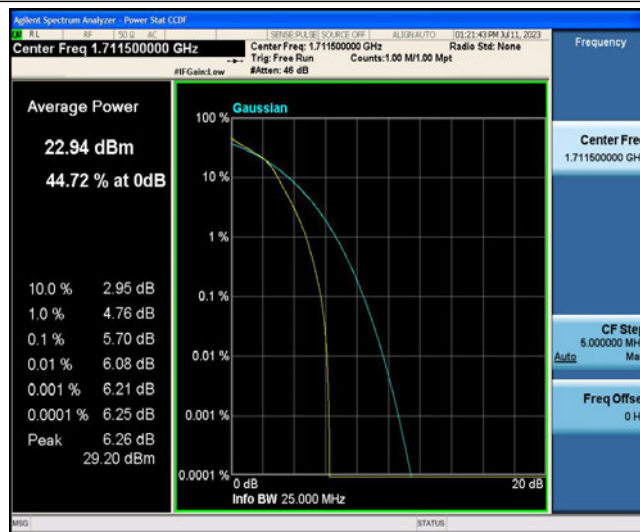 Agilent Spectrum Analyzer - Power Stat CCDF
RL RF 50 Ω AC SENSE:PULSE SOURCE OFF ALIGN AUTO 01:21:43 PM Jul 11, 2023
Center Freq 1.711500000 GHz
Center Freq: 1.711500000 GHz Radio Std: None
Trig: Free Run Counts:1.00 M/1.00 Mpt
#IFGain:Low #Atten: 46 dB
Frequency
Average Power
22.94 dBm
44.72 % at 0dB
10.0 % 2.95 dB
1.0 % 4.76 dB
0.1 % 5.70 dB
0.01 % 6.08 dB
0.001 % 6.21 dB
0.0001 % 6.25 dB
Peak 6.26 dB
29.20 dBm
Gaussian
100 %
10 %
1 %
0.1 %
0.01 %
0.001 %
0.0001 %
0 dB 20 dB
Info BW 25.000 MHz
Center Fre
1.711500000 GH
CF Ste
5.000000 MH
Auto Ma
Freq Offse
0 H
MSG STATUS